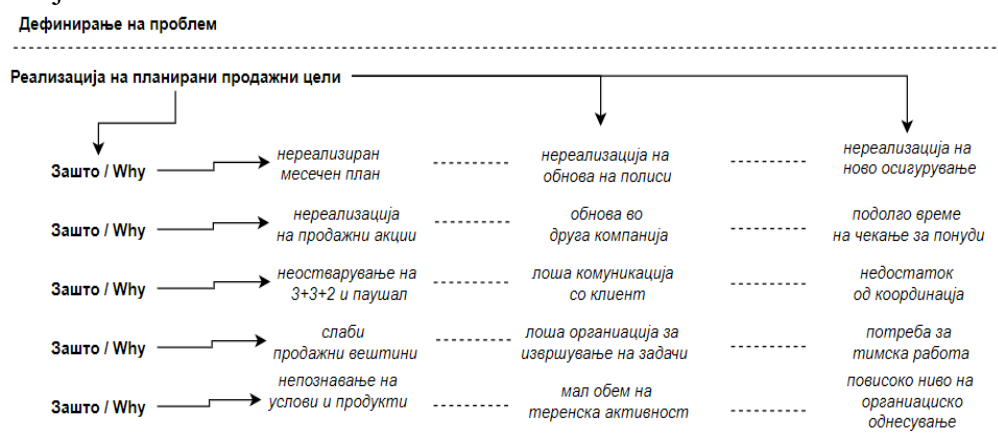 Дефинирање на проблем
Реализација на планирани продажни цели
Зашто / Why
нереализиран
месечен план
нереализација на
обнова на полиси
нереализација на
ново осигурување
Зашто / Why
нереализација
на продажни акции
обнова во
друга компанија
подолго време
на чекање за понуди
Зашто / Why
неостварување на
3+3+2 и паушал
лоша комуникација
со клиент
недостаток
од координација
Зашто / Why
слаби
продажни вештини
лоша органиација за
извршување на задачи
потреба за
тимска работа
Зашто / Why
непознавање на
услови и продукти
мал обем на
теренска активност
повисоко ниво на
органиациско
однесување